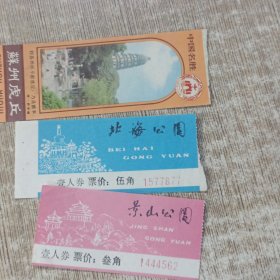 中国名胜
蘇州虎丘
北海公園
BEI HAI
GONG YUAN
壹人券 票价：伍角
1577877
景山公園
JING SHAN
GONG YUAN
壹人券 票价：叁角
1444562